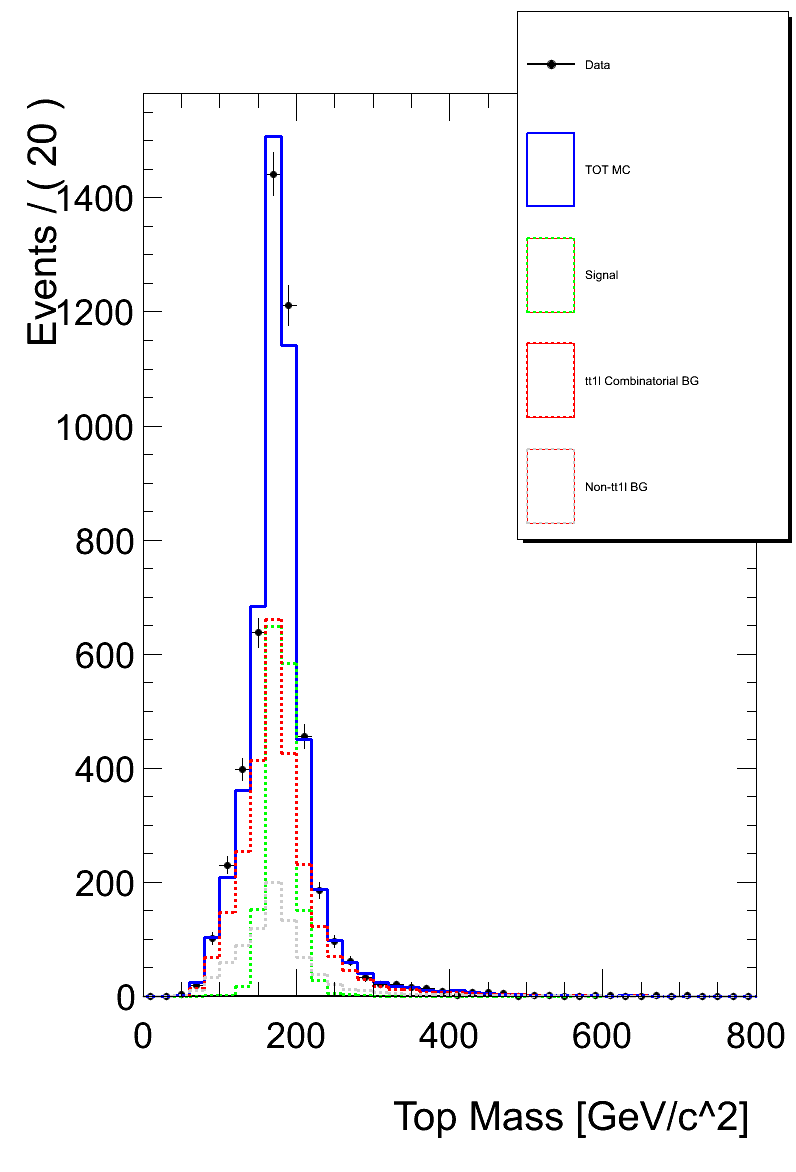 Data
TOT MC
Signal
tt1l Combinatorial BG
Non-tt1l BG
Events / ( 20 )
1400
1200
1000
800
600
400
200
0
0 200 400 600 800
Top Mass [GeV/c^2]